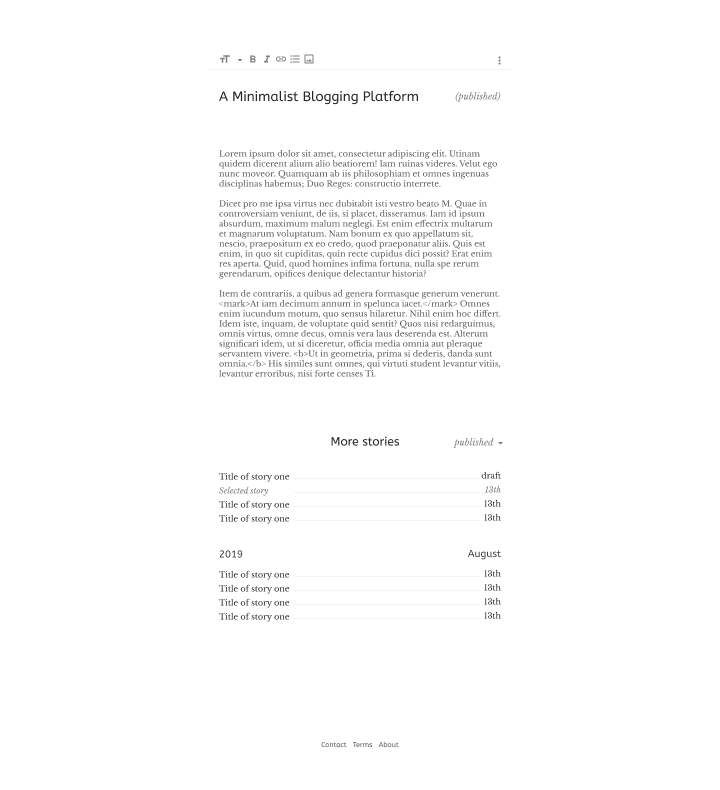 A Minimalist Blogging Platform (published)
Lorem ipsum dolor sit amet, consectetur adipiscing elit. Utinam
quidem dicerent alium alio beatiorem! Iam ruinas videres. Velut ego
nunc moveor. Quamquam ab iis philosophiam et omnes ingenuas
disciplinas habemus; Duo Reges: constructio interrete.
Dicet pro me ipsa virtus nec dubitabit isti vestro beato M. Quae in
controversiam veniunt, de iis, si placet, disseramus. Iam id ipsum
absurdum, maximum malum neglegi. Est enim effectrix multarum
et magnarum voluptatum. Nam bonum ex quo appellatum sit,
nescio, praepositum ex eo credo, quod praeponatur aliis. Quis est
enim, in quo sit cupiditas, quin recte cupidus dici possit? Erat enim
res aperta. Quid, quod homines infima fortuna, nulla spe rerum
gerendarum, opifices denique delectantur historia?
Item de contrariis, a quibus ad genera formasque generum venerunt.
<mark>At iam decimum annum in spelunca iacet.</mark> Omnes
enim iucundum motum, quo sensus hilaretur. Nihil enim hoc differt.
Idem iste, inquam, de voluptate quid sentit? Quos nisi redarguimus,
omnis virtus, omne decus, omnis vera laus deserenda est. Alterum
significari idem, ut si diceretur, officia media omnia aut pleraque
servantem vivere. <b>Ut in geometria, prima si dederis, danda sunt
omnia.</b> His similes sunt omnes, qui virtuti student levantur vitiis,
levantur erroribus, nisi forte censes Ti.
More stories published
Title of story one draft
Selected story 13th
Title of story one 13th
Title of story one 13th
2019 August
Title of story one 13th
Title of story one 13th
Title of story one 13th
Title of story one 13th
Contact Terms About